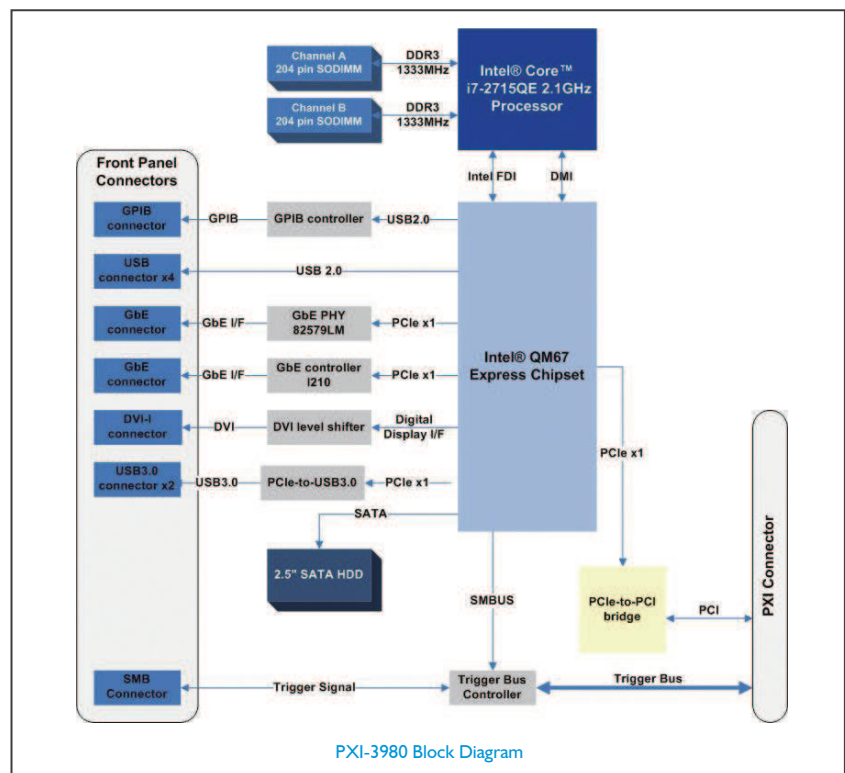 Channel A
204 pin SODIMM
DDR3
1333MHz
Channel B
204 pin SODIMM
DDR3
1333MHz
Intel® Core™
i7-2715QE 2.1GHz
Processor
Intel FDI
DMI
Front Panel
Connectors
GPIB
connector
GPIB
GPIB controller
USB2.0
USB
connector x4
USB 2.0
GbE
connector
GbE I/F
GbE PHY
82579LM
PCIe x1
GbE
connector
GbE I/F
GbE controller
I210
PCIe x1
DVI-I
connector
DVI
DVI level shifter
Digital
Display I/F
USB3.0
connector x2
USB3.0
PCIe-to-USB3.0
PCIe x1
Intel® QM67
Express Chipset
SATA
2.5" SATA HDD
SMBUS
PCIe x1
PCIe-to-PCI
bridge
PCI
PXI Connector
SMB
Connector
Trigger Signal
Trigger Bus
Controller
Trigger Bus
PXI-3980 Block Diagram